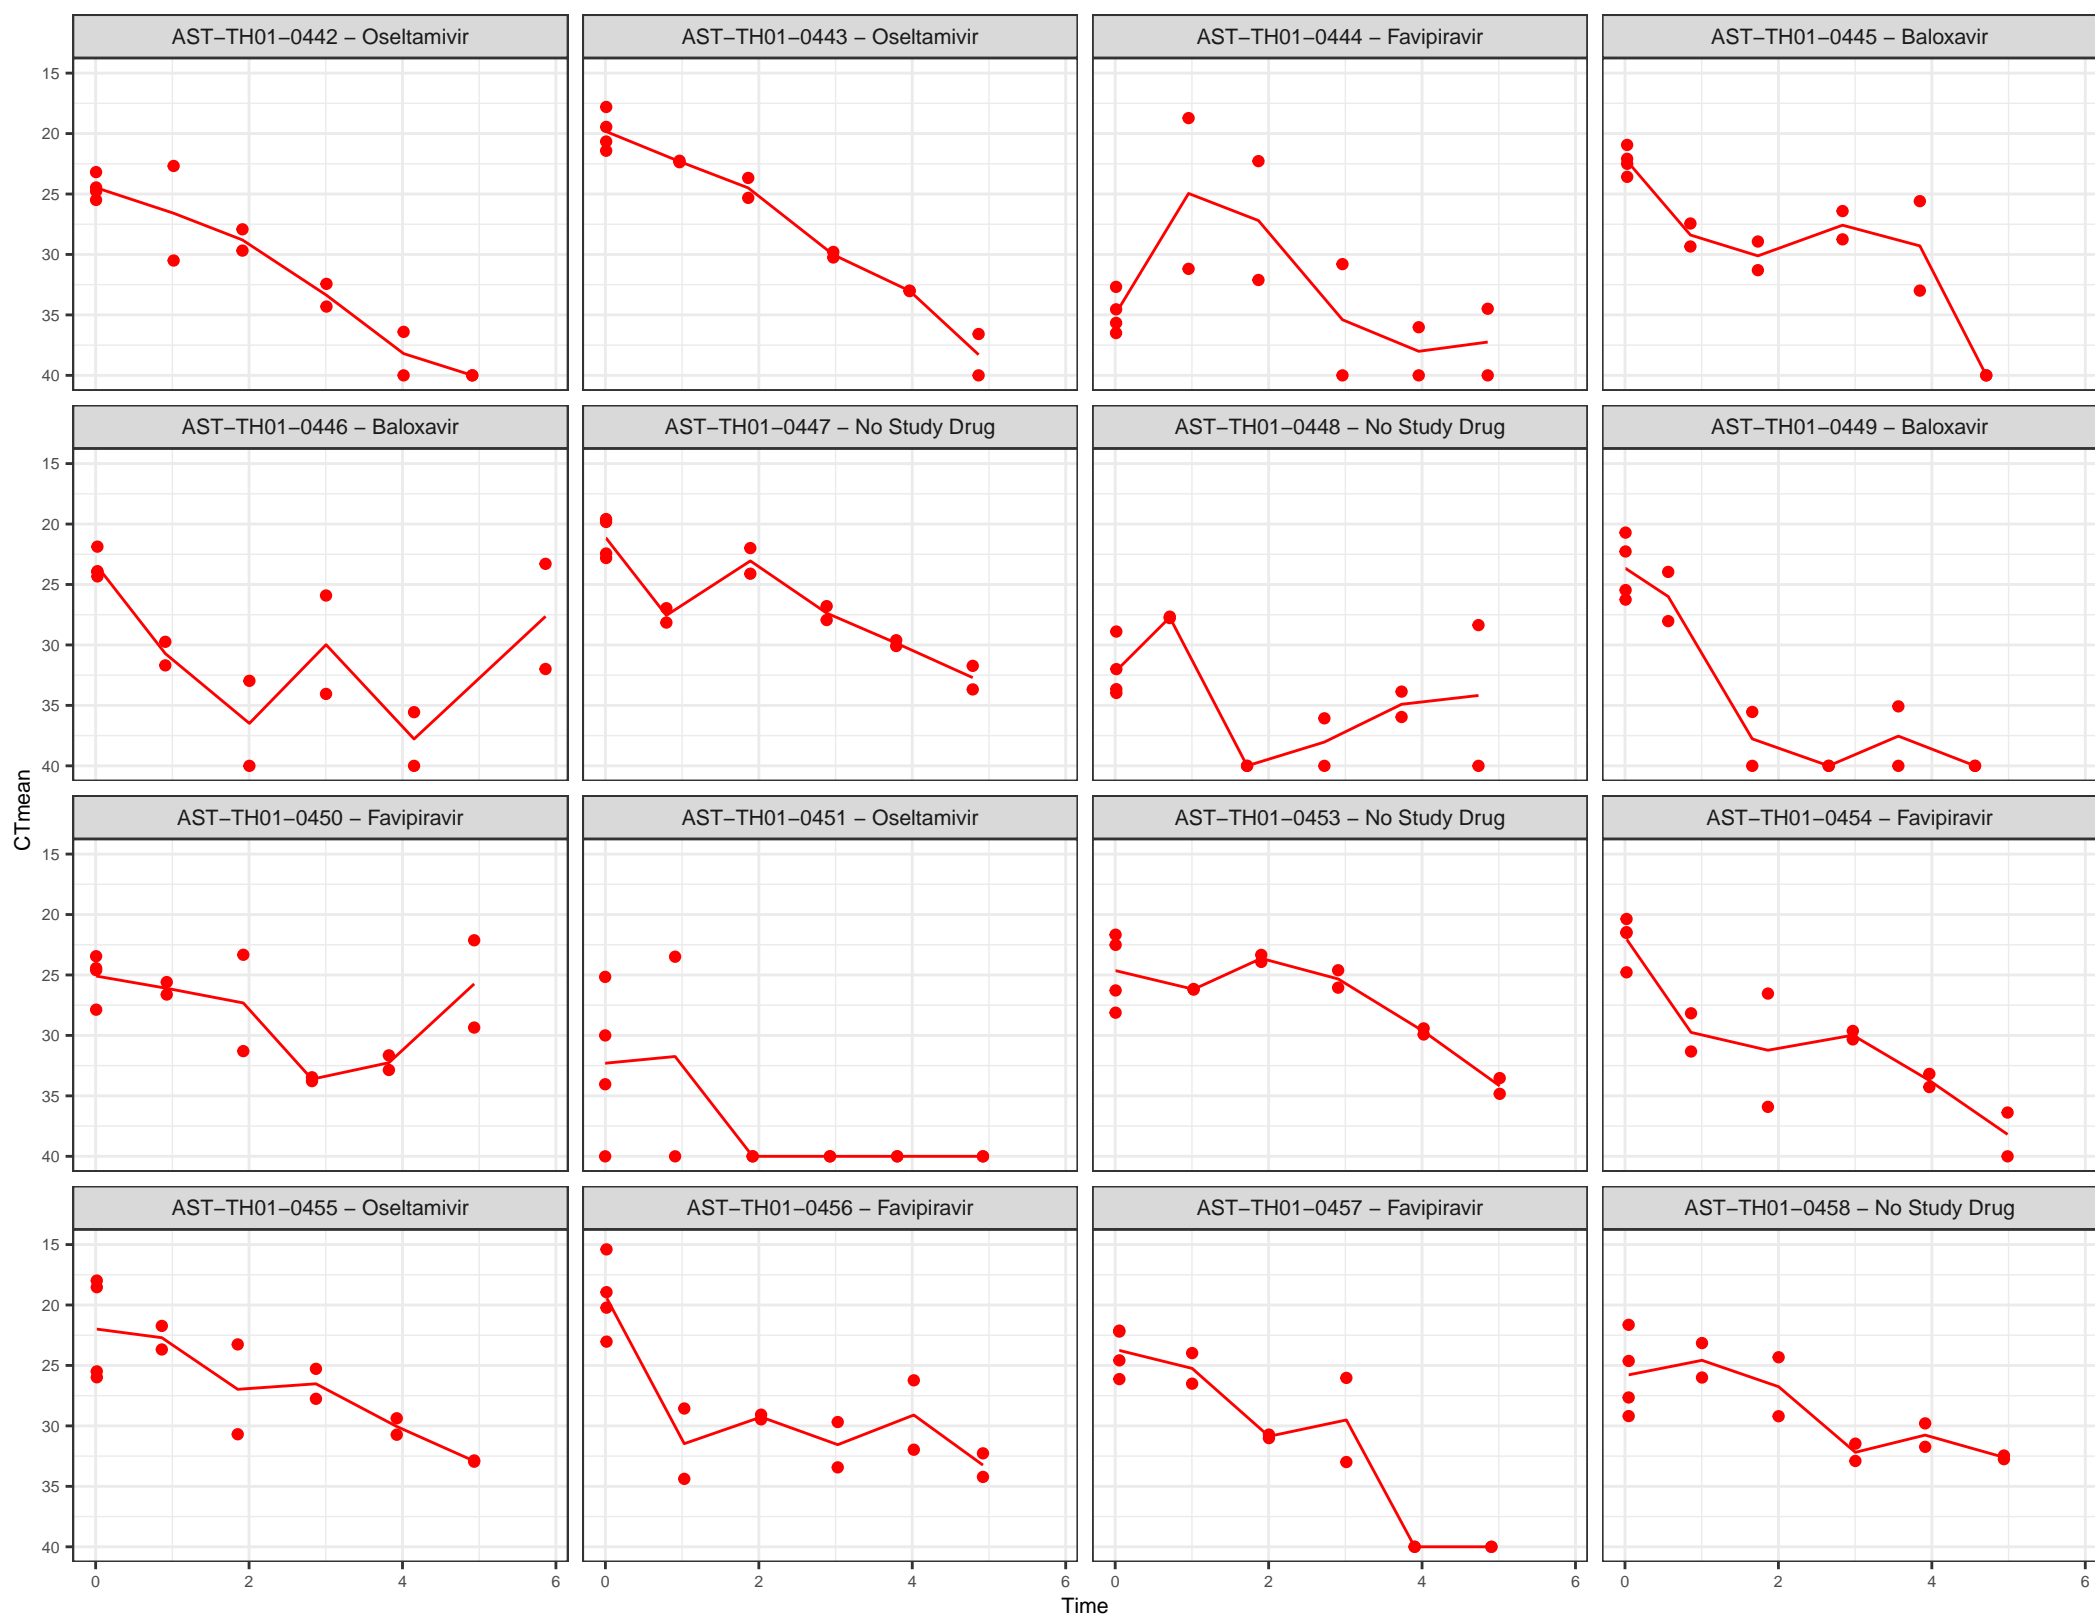 AST−TH01−0442 − Oseltamivir
AST−TH01−0443 − Oseltamivir
AST−TH01−0444 − Favipiravir
AST−TH01−0445 − Baloxavir
15
20
25
30
35
40
AST−TH01−0446 − Baloxavir
AST−TH01−0447 − No Study Drug
AST−TH01−0448 − No Study Drug
AST−TH01−0449 − Baloxavir
15
20
25
30
35
40
CTmean
AST−TH01−0450 − Favipiravir
AST−TH01−0451 − Oseltamivir
AST−TH01−0453 − No Study Drug
AST−TH01−0454 − Favipiravir
15
20
25
30
35
40
AST−TH01−0455 − Oseltamivir
AST−TH01−0456 − Favipiravir
AST−TH01−0457 − Favipiravir
AST−TH01−0458 − No Study Drug
15
20
25
30
35
40
0 2 4 6
0 2 4 6
0 2 4 6
0 2 4 6
Time